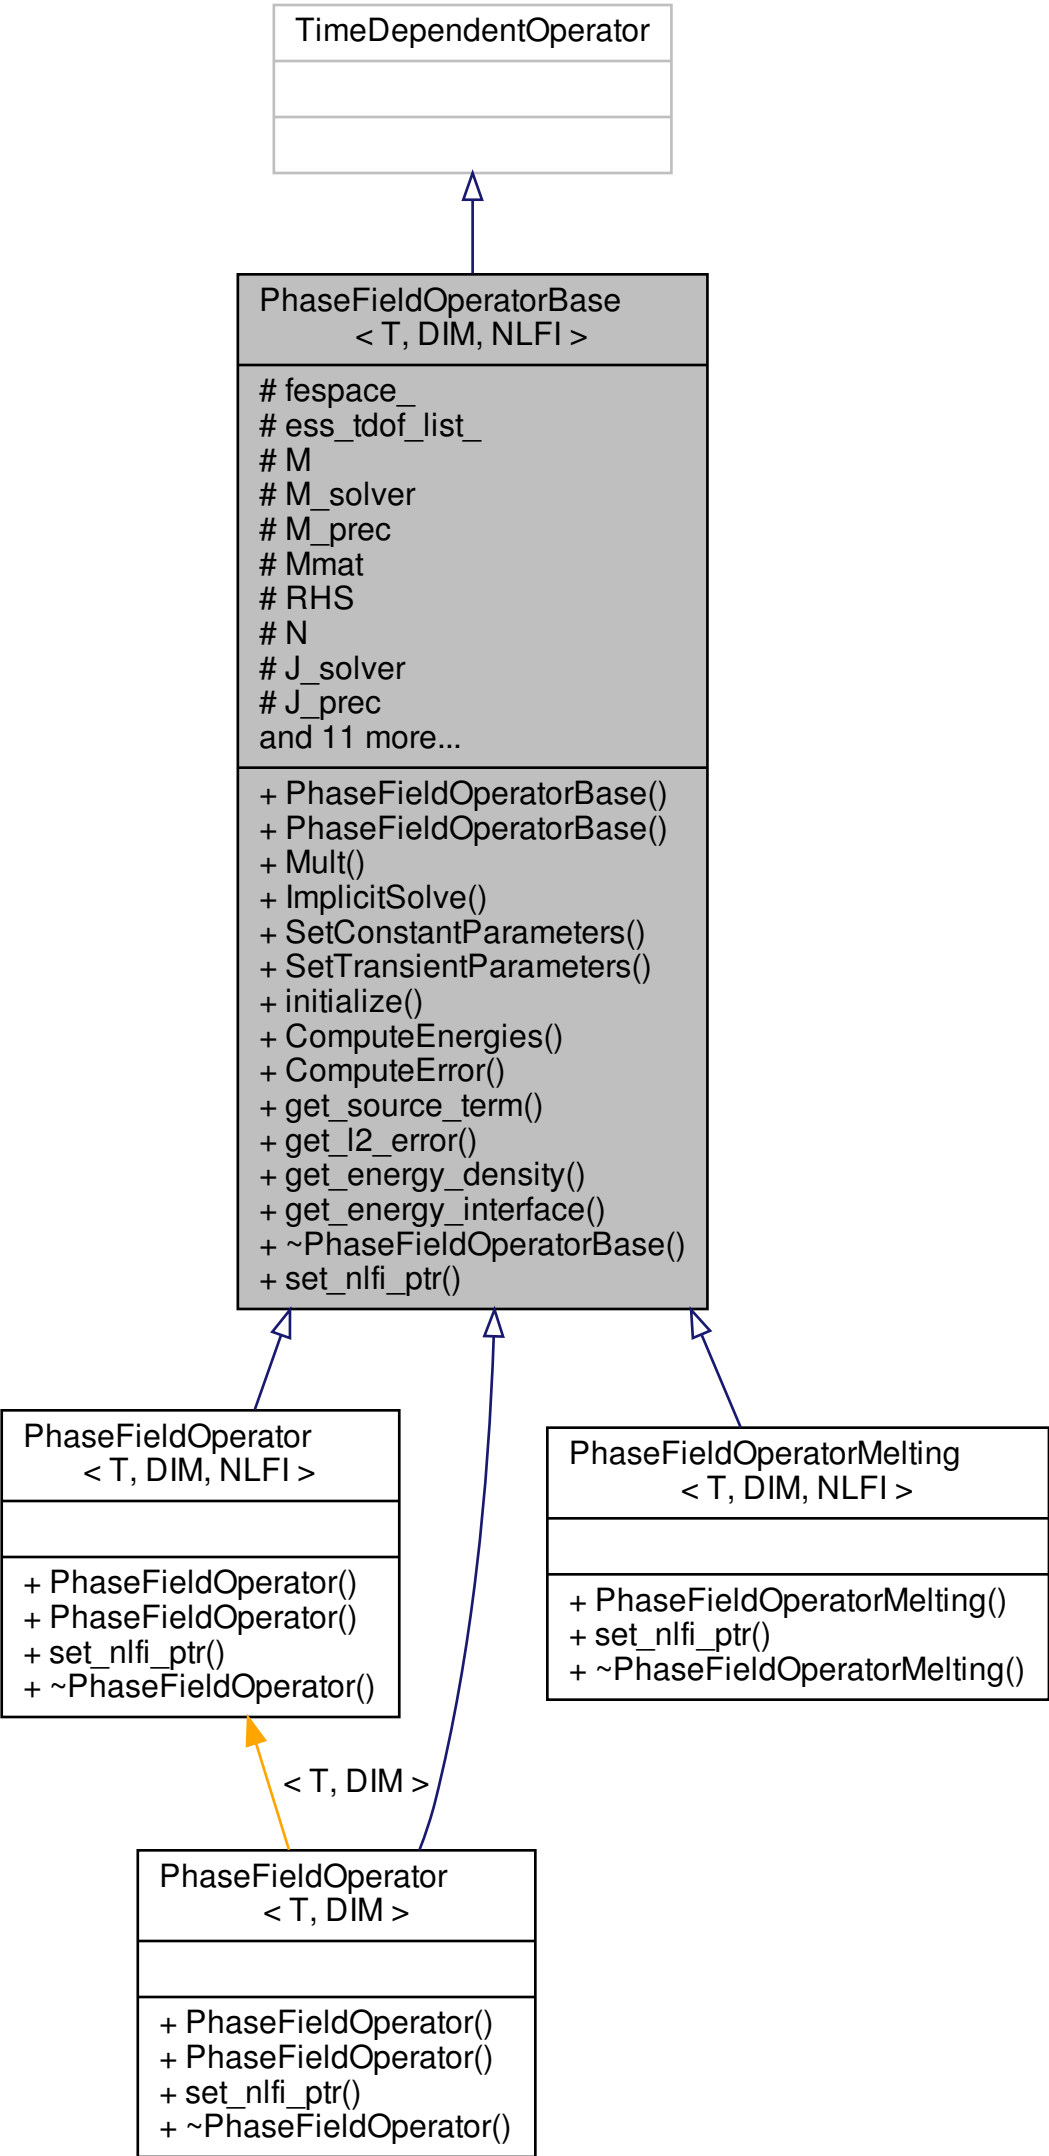 TimeDependentOperator
PhaseFieldOperatorBase
< T, DIM, NLFI >
# fespace_
# ess_tdof_list_
# M
# M_solver
# M_prec
# Mmat
# RHS
# N
# J_solver
# J_prec
and 11 more...
+ PhaseFieldOperatorBase()
+ PhaseFieldOperatorBase()
+ Mult()
+ ImplicitSolve()
+ SetConstantParameters()
+ SetTransientParameters()
+ initialize()
+ ComputeEnergies()
+ ComputeError()
+ get_source_term()
+ get_l2_error()
+ get_energy_density()
+ get_energy_interface()
+ ~PhaseFieldOperatorBase()
+ set_nlfi_ptr()
PhaseFieldOperator
< T, DIM, NLFI >
+ PhaseFieldOperator()
+ PhaseFieldOperator()
+ set_nlfi_ptr()
+ ~PhaseFieldOperator()
PhaseFieldOperatorMelting
< T, DIM, NLFI >
+ PhaseFieldOperatorMelting()
+ set_nlfi_ptr()
+ ~PhaseFieldOperatorMelting()
< T, DIM >
PhaseFieldOperator
< T, DIM >
+ PhaseFieldOperator()
+ PhaseFieldOperator()
+ set_nlfi_ptr()
+ ~PhaseFieldOperator()